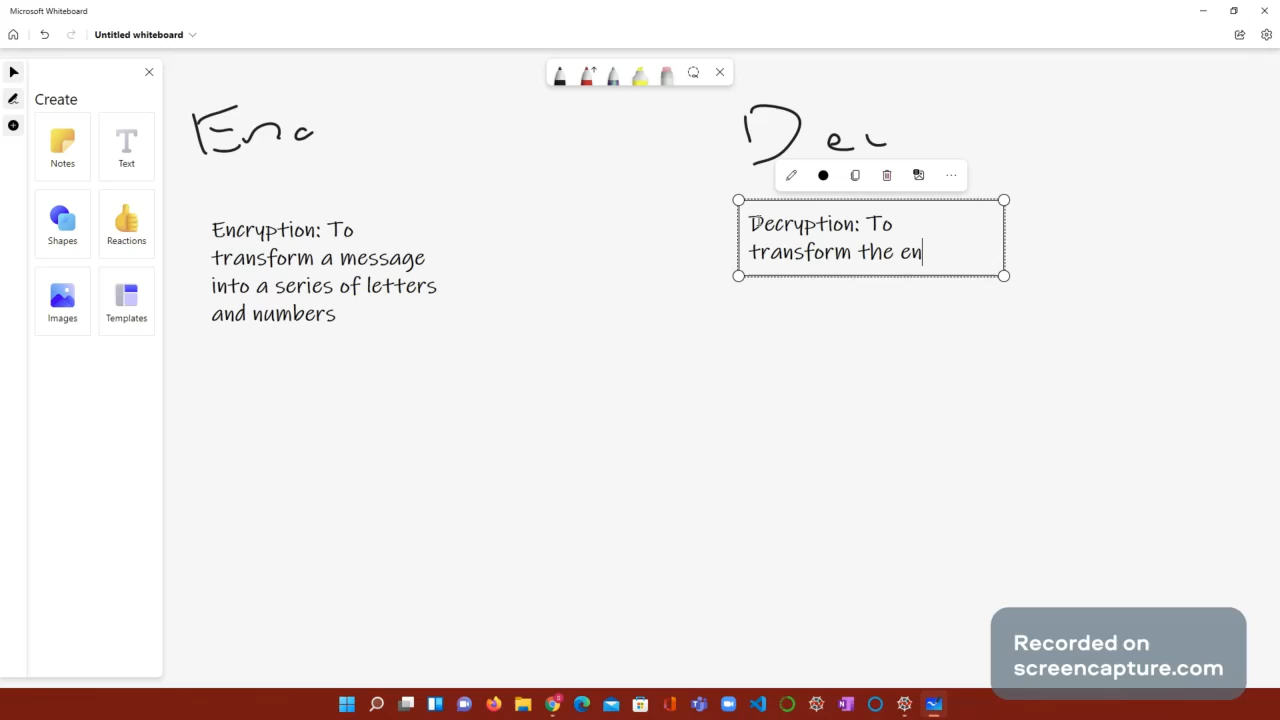 Microsoft Whiteboard
Untitled whiteboard
Create
Notes
Text
Shapes
Reactions
Images
Templates
Enc
Dec
Encryption: To
transform a message
into a series of letters
and numbers
Decryption: To
transform the en
Recorded on
screencapture.com